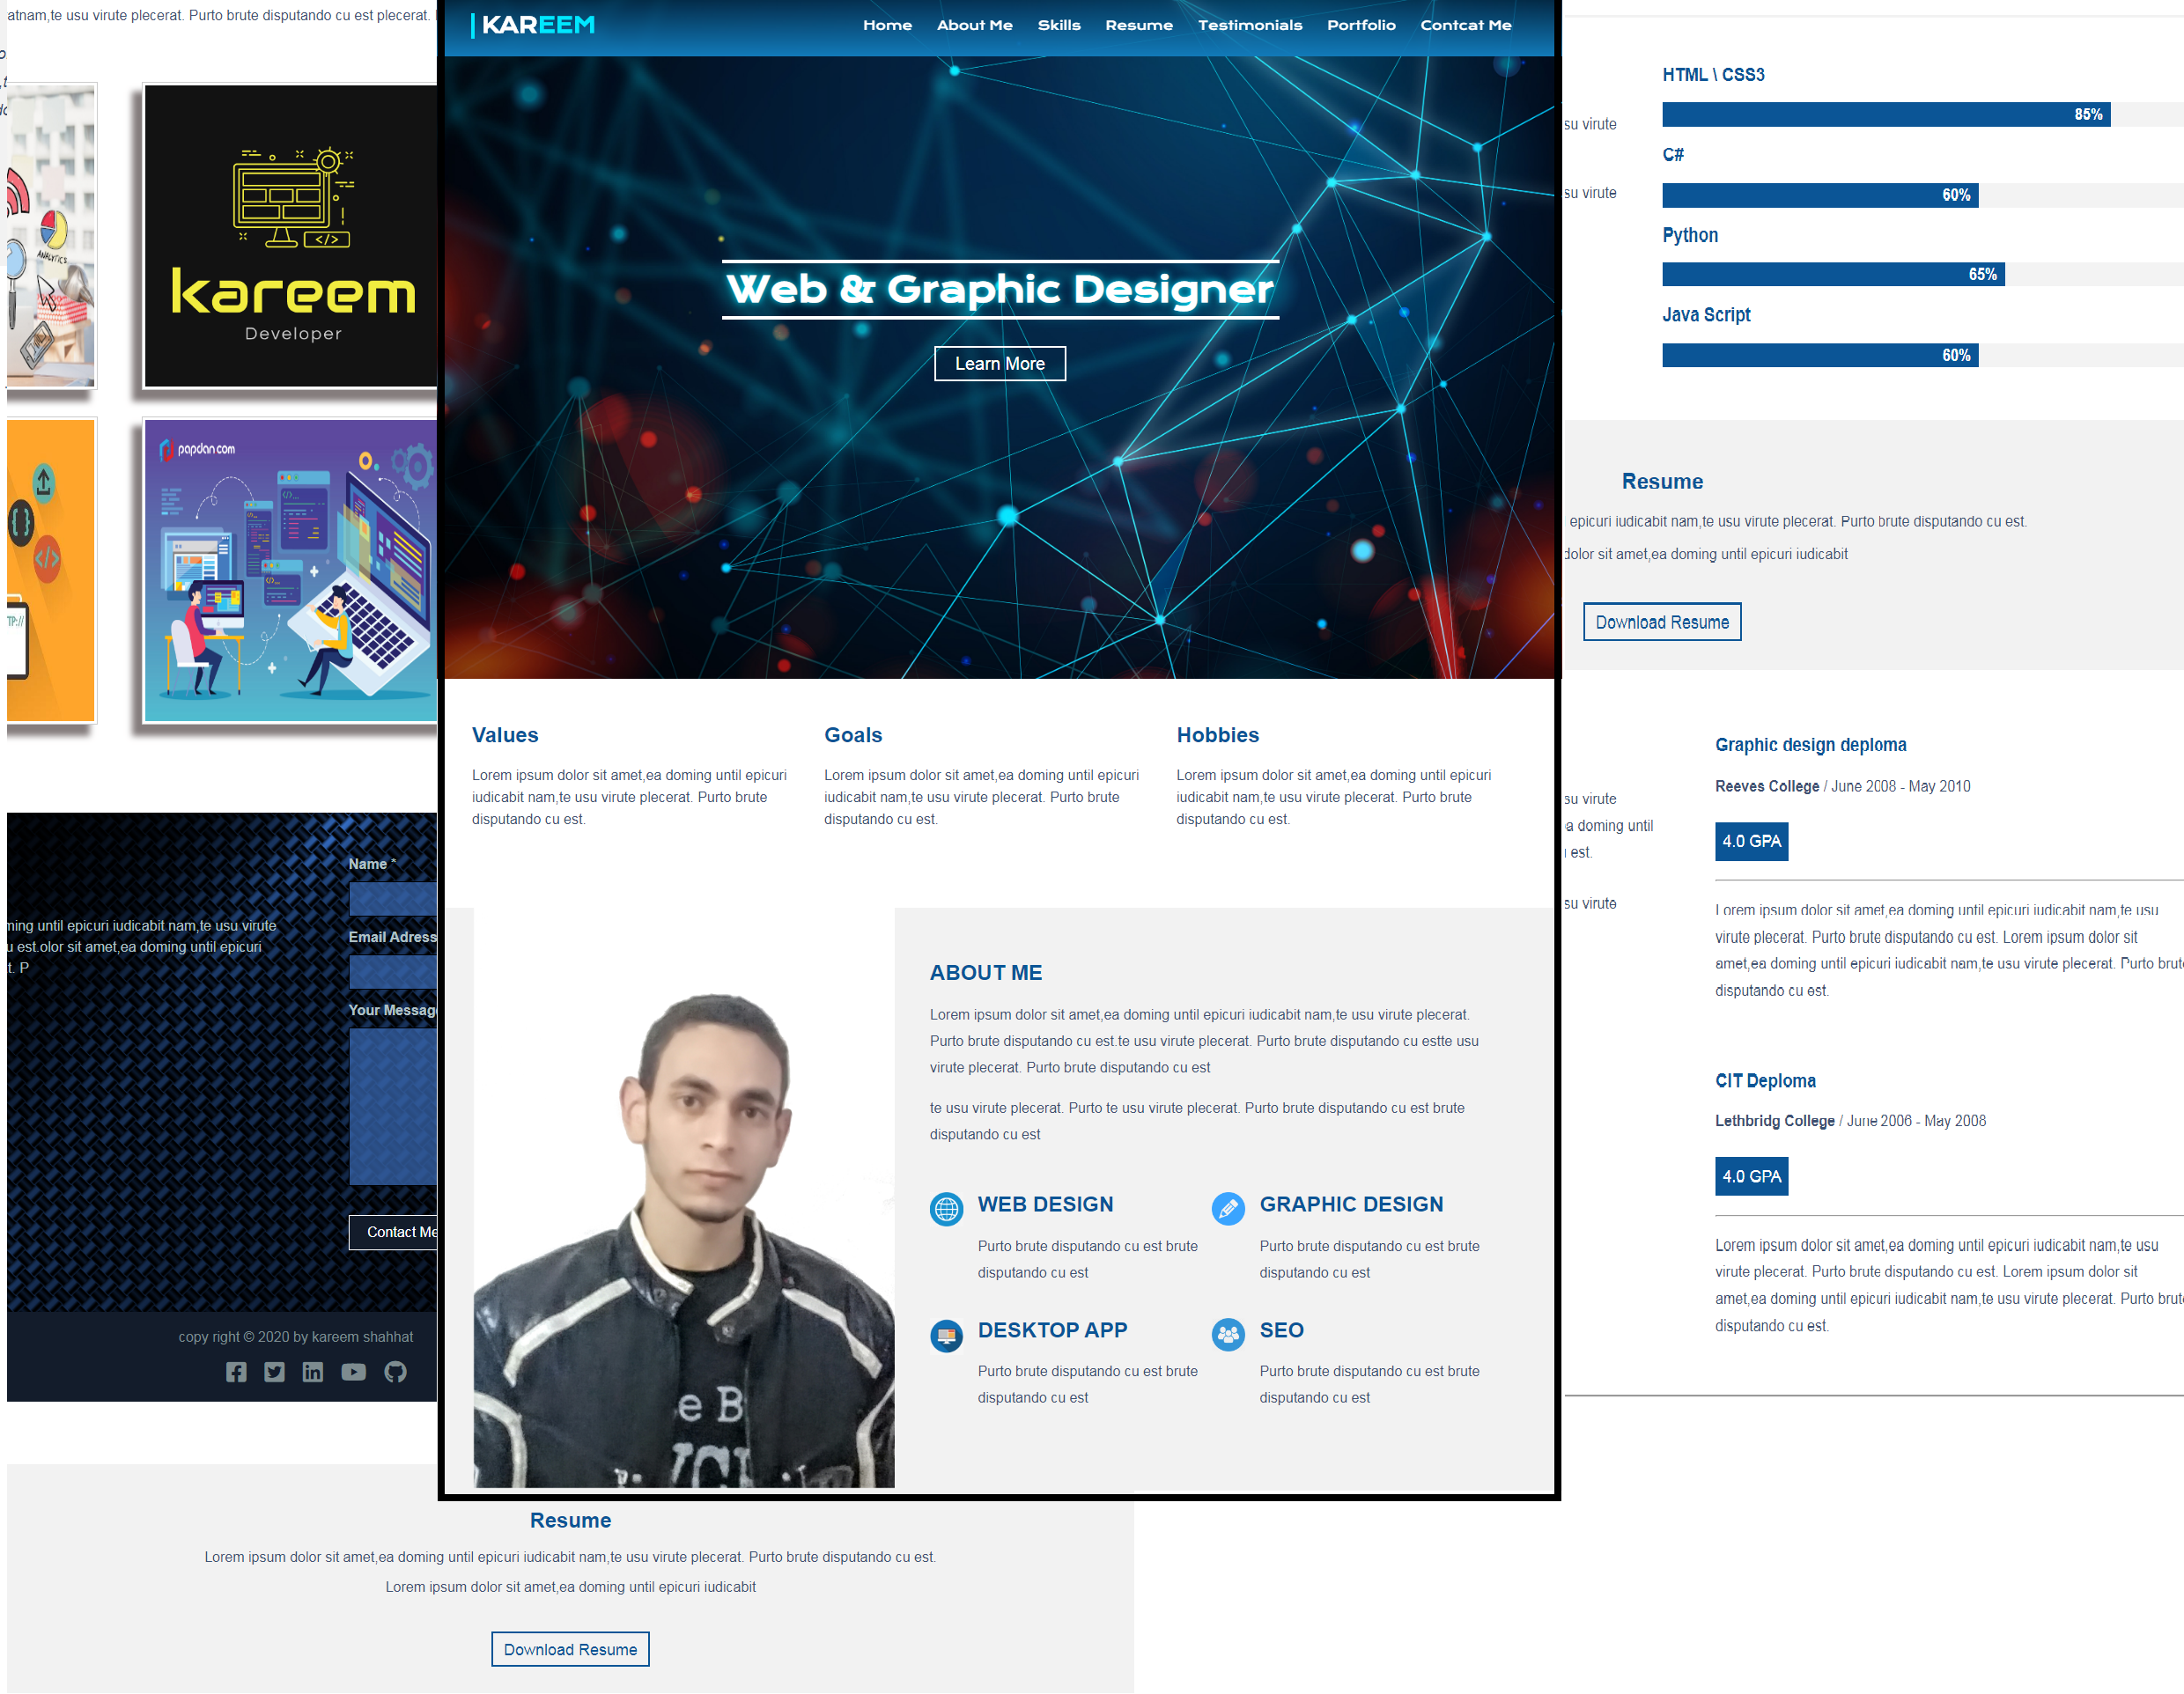 KAREEM
Home About Me Skills Resume Testimonials Portfolio Contcat Me
Web & Graphic Designer
Learn More
Values
Lorem ipsum dolor sit amet,ea doming until epicuri
iudicabit nam,te usu virute plecerat. Purto brute
disputando cu est.
Goals
Lorem ipsum dolor sit amet,ea doming until epicuri
iudicabit nam,te usu virute plecerat. Purto brute
disputando cu est.
Hobbies
Lorem ipsum dolor sit amet,ea doming until epicuri
iudicabit nam,te usu virute plecerat. Purto brute
disputando cu est.
ABOUT ME
Lorem ipsum dolor sit amet,ea doming until epicuri iudicabit nam,te usu virute plecerat.
Purto brute disputando cu est.te usu virute plecerat. Purto brute disputando cu estte usu
virute plecerat. Purto brute disputando cu est
te usu virute plecerat. Purto te usu virute plecerat. Purto brute disputando cu est brute
disputando cu est
WEB DESIGN
Purto brute disputando cu est brute
disputando cu est
GRAPHIC DESIGN
Purto brute disputando cu est brute
disputando cu est
DESKTOP APP
Purto brute disputando cu est brute
disputando cu est
SEO
Purto brute disputando cu est brute
disputando cu est
e B
atnam,te usu virute plecerat. Purto brute disputando cu est plecerat.
ANALYTICS
kareem
Developer
papdan.com
TP://
Name *
ming until epicuri iudicabit nam,te usu virute
u est.olor sit amet,ea doming until epicuri
t. P
Email Adress
Your Messag
Contact Me
copy right © 2020 by kareem shahhat
Resume
Lorem ipsum dolor sit amet,ea doming until epicuri iudicabit nam,te usu virute plecerat. Purto brute disputando cu est.
Lorem ipsum dolor sit amet,ea doming until epicuri iudicabit
Download Resume
HTML \ CSS3
85%
su virute
C#
60%
su virute
Python
65%
Java Script
60%
Resume
epicuri iudicabit nam,te usu virute plecerat. Purto brute disputando cu est.
dolor sit amet,ea doming until epicuri iudicabit
Download Resume
su virute
a doming until
est.
su virute
Graphic design deploma
Reeves College / June 2008 - May 2010
4.0 GPA
Lorem ipsum dolor sit amet,ea doming until epicuri iudicabit nam,te usu
virute plecerat. Purto brute disputando cu est. Lorem ipsum dolor sit
amet,ea doming until epicuri iudicabit nam,te usu virute plecerat. Purto brut
disputando cu est.
CIT Deploma
Lethbridg College / June 2006 - May 2008
4.0 GPA
Lorem ipsum dolor sit amet,ea doming until epicuri iudicabit nam,te usu
virute plecerat. Purto brute disputando cu est. Lorem ipsum dolor sit
amet,ea doming until epicuri iudicabit nam,te usu virute plecerat. Purto brut
disputando cu est.